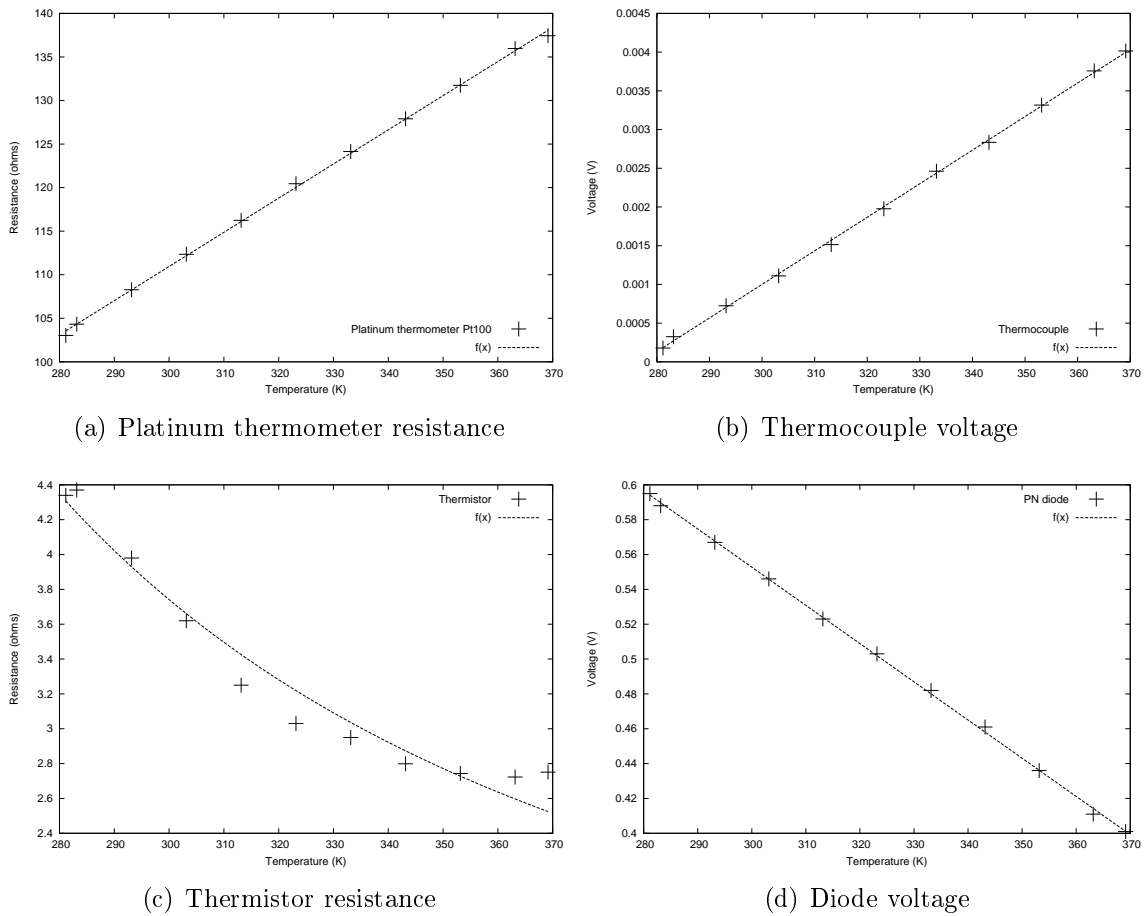 140
135
130
125
120
115
110
105
100
Resistance (ohms)
Platinum thermometer Pt100
f(x)
280 290 300 310 320 330 340 350 360 370
Temperature (K)
(a) Platinum thermometer resistance
0.0045
0.004
0.0035
0.003
0.0025
0.002
0.0015
0.001
0.0005
0
Voltage (V)
Thermocouple
f(x)
280 290 300 310 320 330 340 350 360 370
Temperature (K)
(b) Thermocouple voltage
4.4
4.2
4
3.8
3.6
3.4
3.2
3
2.8
2.6
2.4
Resistance (ohms)
Thermistor
f(x)
280 290 300 310 320 330 340 350 360 370
Temperature (K)
(c) Thermistor resistance
0.6
0.58
0.56
0.54
0.52
0.5
0.48
0.46
0.44
0.42
0.4
Voltage (V)
PN diode
f(x)
280 290 300 310 320 330 340 350 360 370
Temperature (K)
(d) Diode voltage